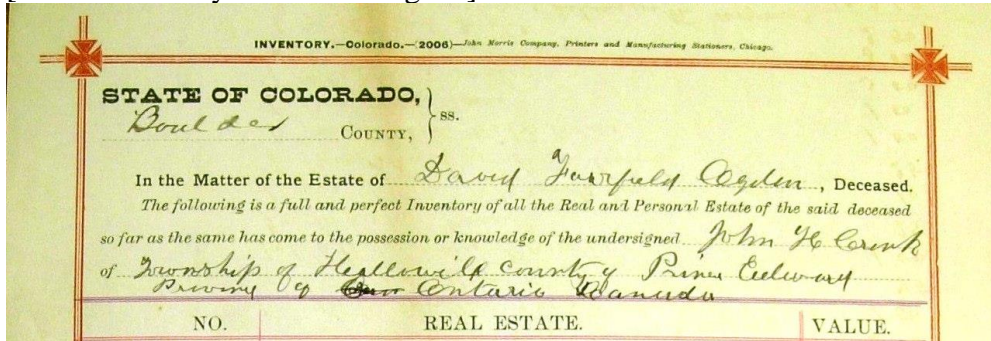 INVENTORY.—Colorado.—(2006)—John Morris Company, Printers and Manufacturing Stationers, Chicago.
STATE OF COLORADO,
Boulder COUNTY, ss.
In the Matter of the Estate of David Fairfield Ogden, Deceased.
The following is a full and perfect Inventory of all the Real and Personal Estate of the said deceased
so far as the same has come to the possession or knowledge of the undersigned John H
of Township of county of Prince Edward
Province of Ontario Canada
NO. REAL ESTATE. VALUE.